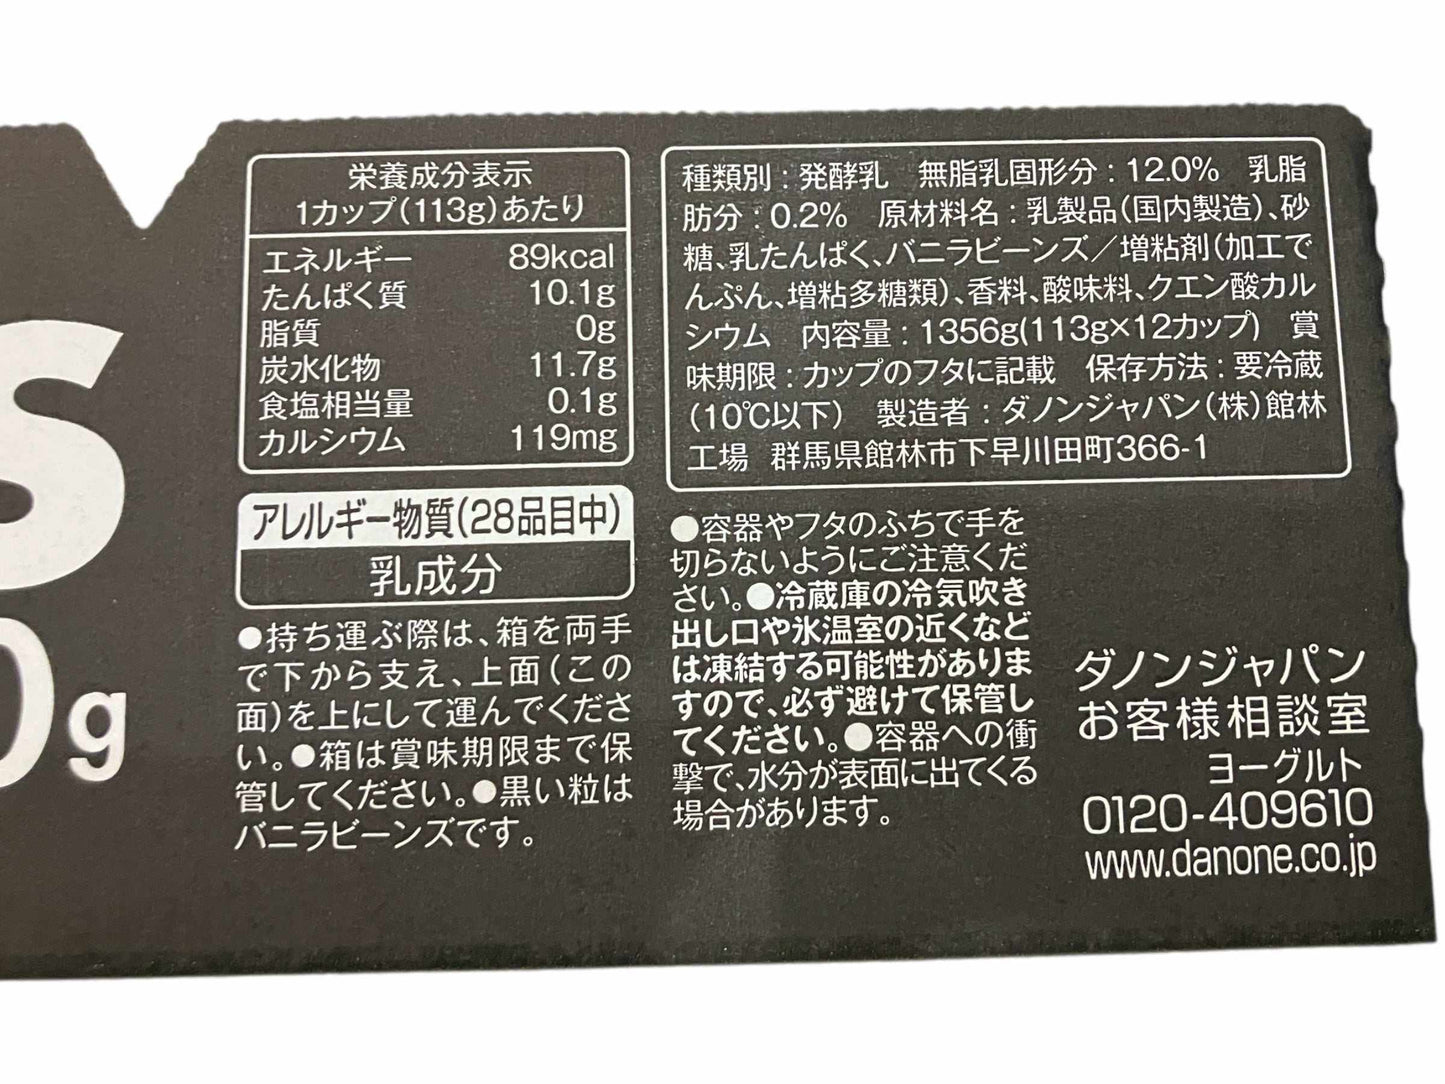 s
0g
栄養成分表示
1カップ(113g)あたり
エネルギー 89kcal
たんぱく質 10.1g
脂質 0g
炭水化物 11.7g
食塩相当量 0.1g
カルシウム 119mg
アレルギー物質(28品目中)
乳成分
●持ち運ぶ際は、箱を両手
で下から支え、上面(この
面)を上にして運んでくださ
い。●箱は賞味期限まで保
管してください。●黒い粒は
バニラビーンズです。
種類別:発酵乳 無脂乳固形分:12.0% 乳脂
肪分:0.2% 原材料名:乳製品(国内製造)、砂
糖、乳たんぱく、バニラビーンズ/増粘剤(加工で
んぷん、増粘多糖類)、香料、酸味料、クエン酸カル
シウム 内容量:1356g(113g×12カップ) 賞
味期限:カップのフタに記載 保存方法:要冷蔵
(10℃以下) 製造者:ダノンジャパン(株)館林
工場 群馬県館林市下早川田町366-1
●容器やフタのふちで手を
切らないようにご注意くだ
さい。●冷蔵庫の冷気吹き
出し口や氷温室の近くなど
は凍結する可能性がありま
すので、必ず避けて保管し
てください。●容器への衝
撃で、水分が表面に出てくる
場合があります。
ダノンジャパン
お客様相談室
ヨーグルト
0120-409610
www.danone.co.jp